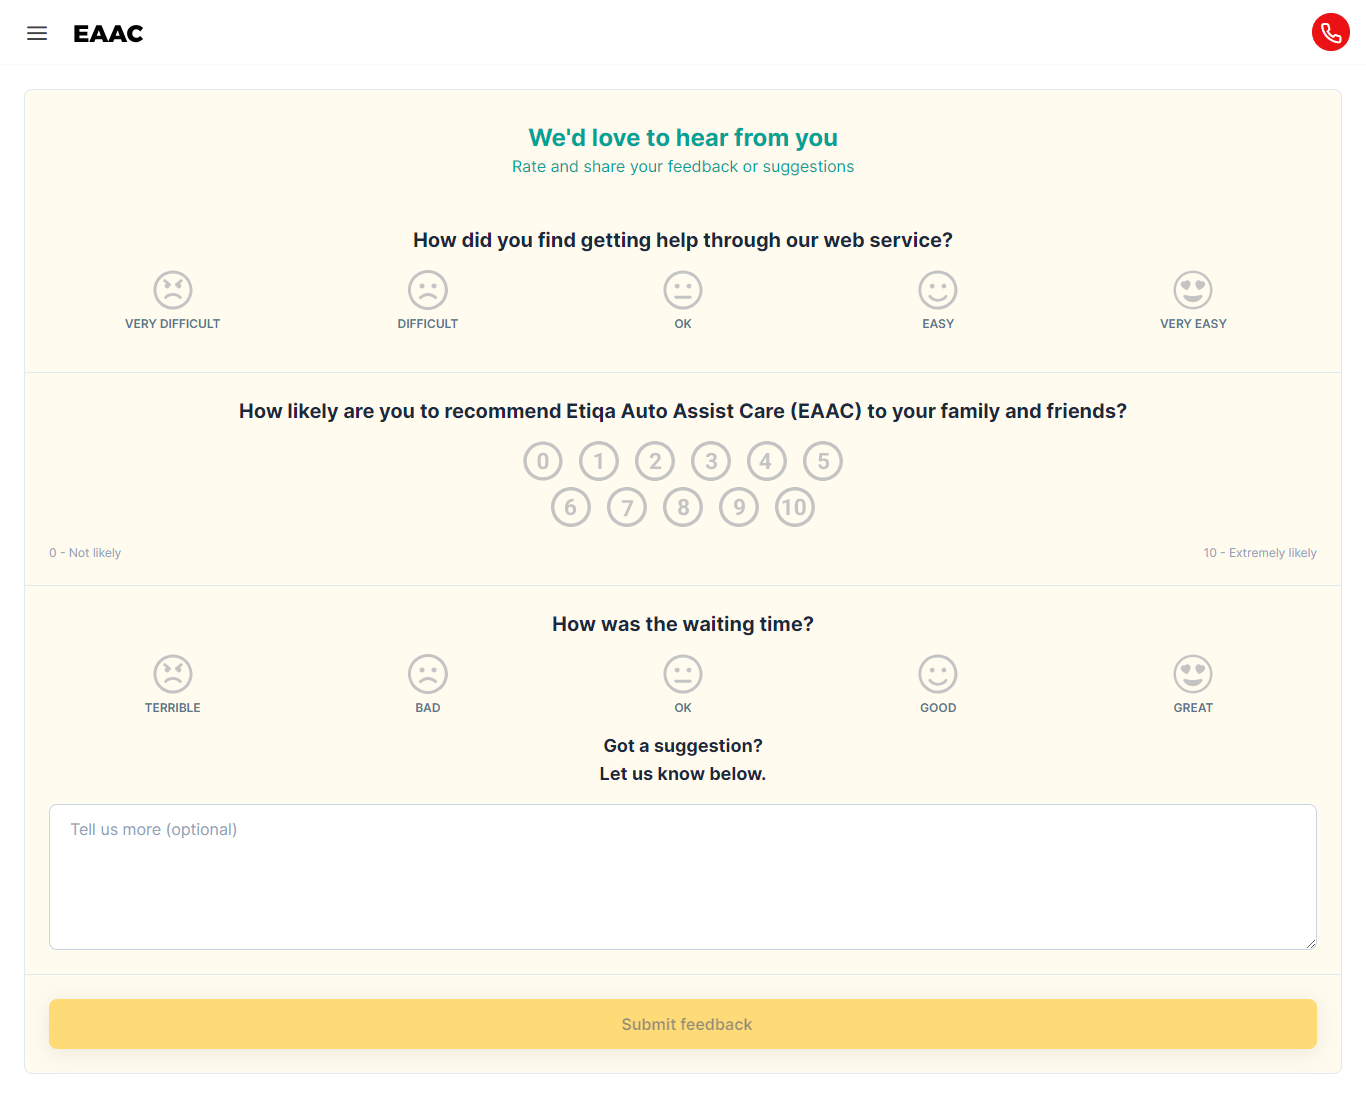 EAAC
We'd love to hear from you
Rate and share your feedback or suggestions
How did you find getting help through our web service?
VERY DIFFICULT DIFFICULT OK EASY VERY EASY
How likely are you to recommend Etiqa Auto Assist Care (EAAC) to your family and friends?
0 1 2 3 4 5
6 7 8 9 10
0 - Not likely 10 - Extremely likely
How was the waiting time?
TERRIBLE BAD OK GOOD GREAT
Got a suggestion?
Let us know below.
Tell us more (optional)
Submit feedback